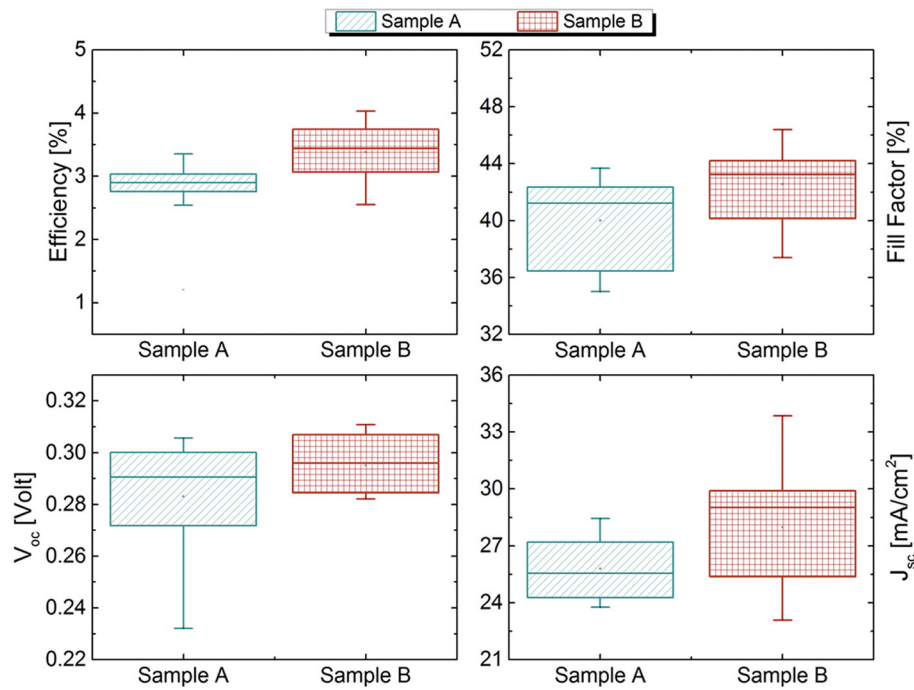 Sample A Sample B
Efficiency [%]
5
4
3
2
1
Sample A Sample B
Fill Factor [%]
52
48
44
40
36
32
Sample A Sample B
V_oc [Volt]
0.32
0.30
0.28
0.26
0.24
0.22
Sample A Sample B
J_sc [mA/cm²]
36
33
30
27
24
21
Sample A Sample B